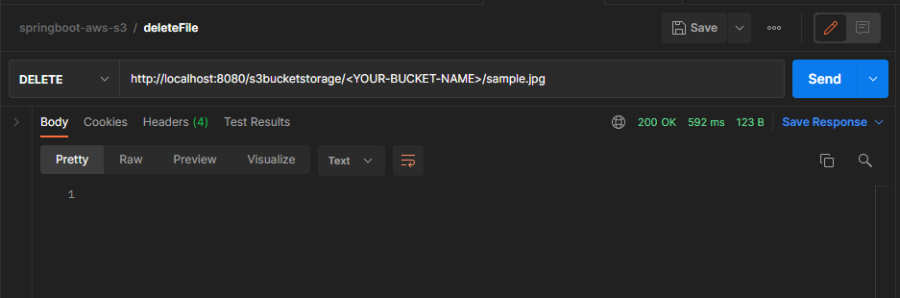 springboot-aws-s3 / deleteFile
Save
DELETE
http://localhost:8080/s3bucketstorage/<YOUR-BUCKET-NAME>/sample.jpg
Send
Body Cookies Headers (4) Test Results
200 OK 592 ms 123 B Save Response
Pretty Raw Preview Visualize Text
1